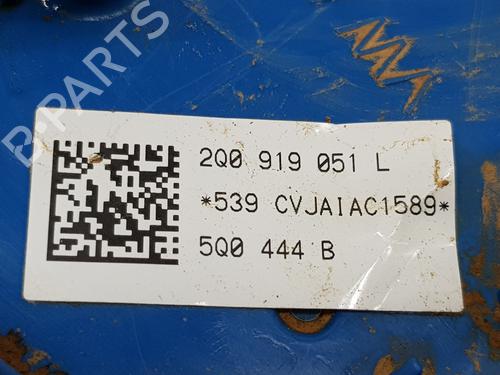 B-PARTS
2Q0 919 051 L
*539 CVJAIAC1589*
5Q0 444 B